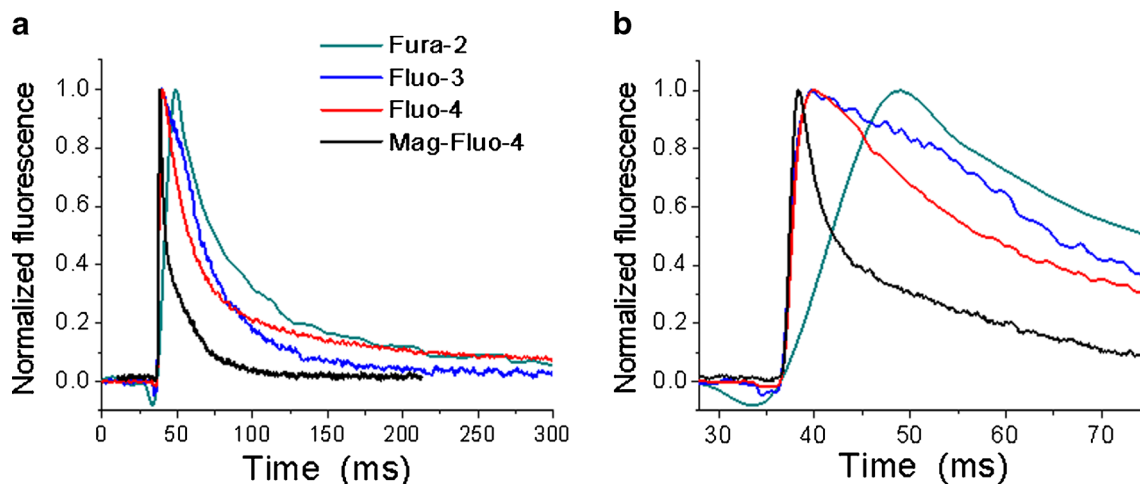 a
Fura-2
Fluo-3
Fluo-4
Mag-Fluo-4
Normalized fluorescence
1.0
0.8
0.6
0.4
0.2
0.0
0 50 100 150 200 250 300
Time (ms)
b
Normalized fluorescence
1.0
0.8
0.6
0.4
0.2
0.0
30 40 50 60 70
Time (ms)